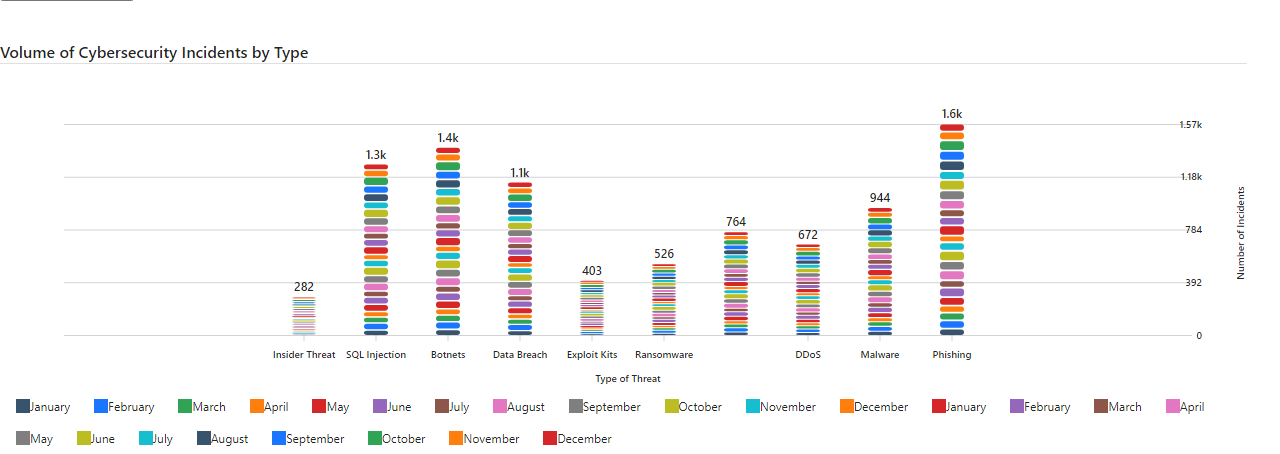 Volume of Cybersecurity Incidents by Type
1.6k
1.57k
1.4k
1.3k
1.18k
1.1k
944
764
784
672
526
403
392
282
0
Number of Incidents
Insider Threat SQL Injection Botnets Data Breach Exploit Kits Ransomware DDoS Malware Phishing
Type of Threat
January February March April May June July August September October November December January February March April
May June July August September October November December